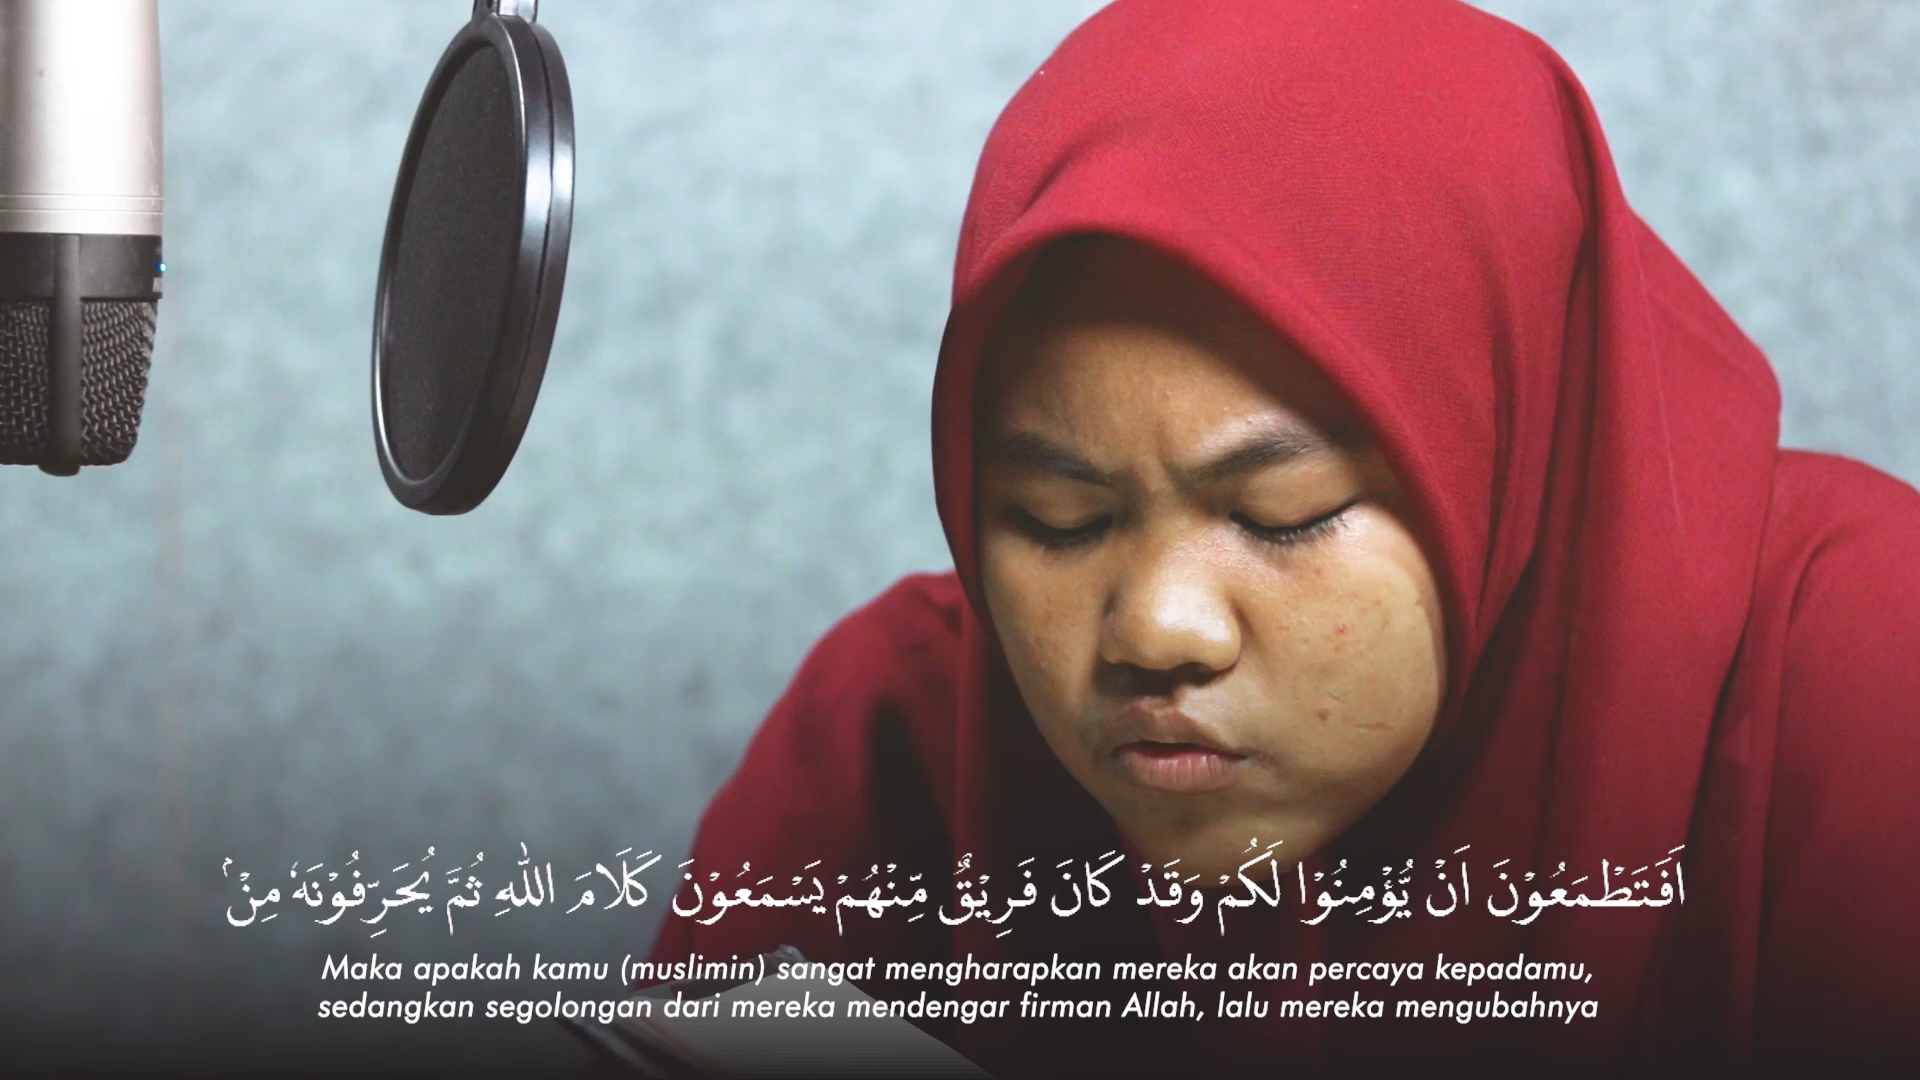 اَفَتَطْمَعُوْنَ اَنْ يُّؤْمِنُوْا لَكُمْ وَقَدْ كَانَ فَرِيْقٌ مِّنْهُمْ يَسْمَعُوْنَ كَلَامَ اللّٰهِ ثُمَّ يُحَرِّفُوْنَهٗ مِنْۢ
Maka apakah kamu (muslimin) sangat mengharapkan mereka akan percaya kepadamu,
sedangkan segolongan dari mereka mendengar firman Allah, lalu mereka mengubahnya